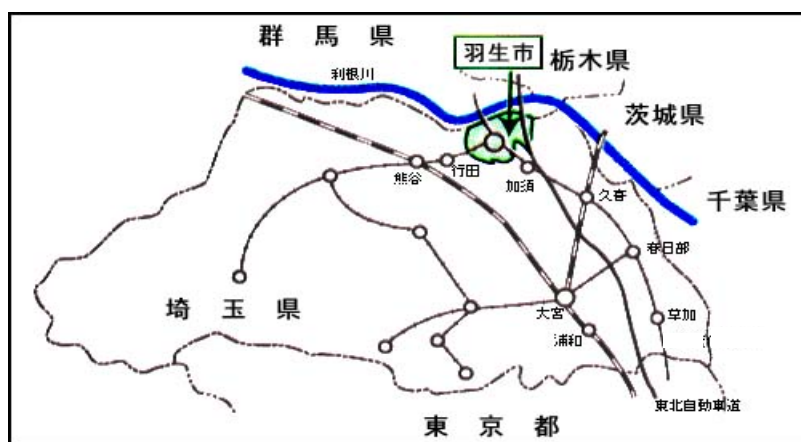 群馬県
羽生市
栃木県
利根川
茨城県
熊谷
行田
加須
久喜
千葉県
春日部
埼玉県
大宮
草加
浦和
東北自動車道
東京都